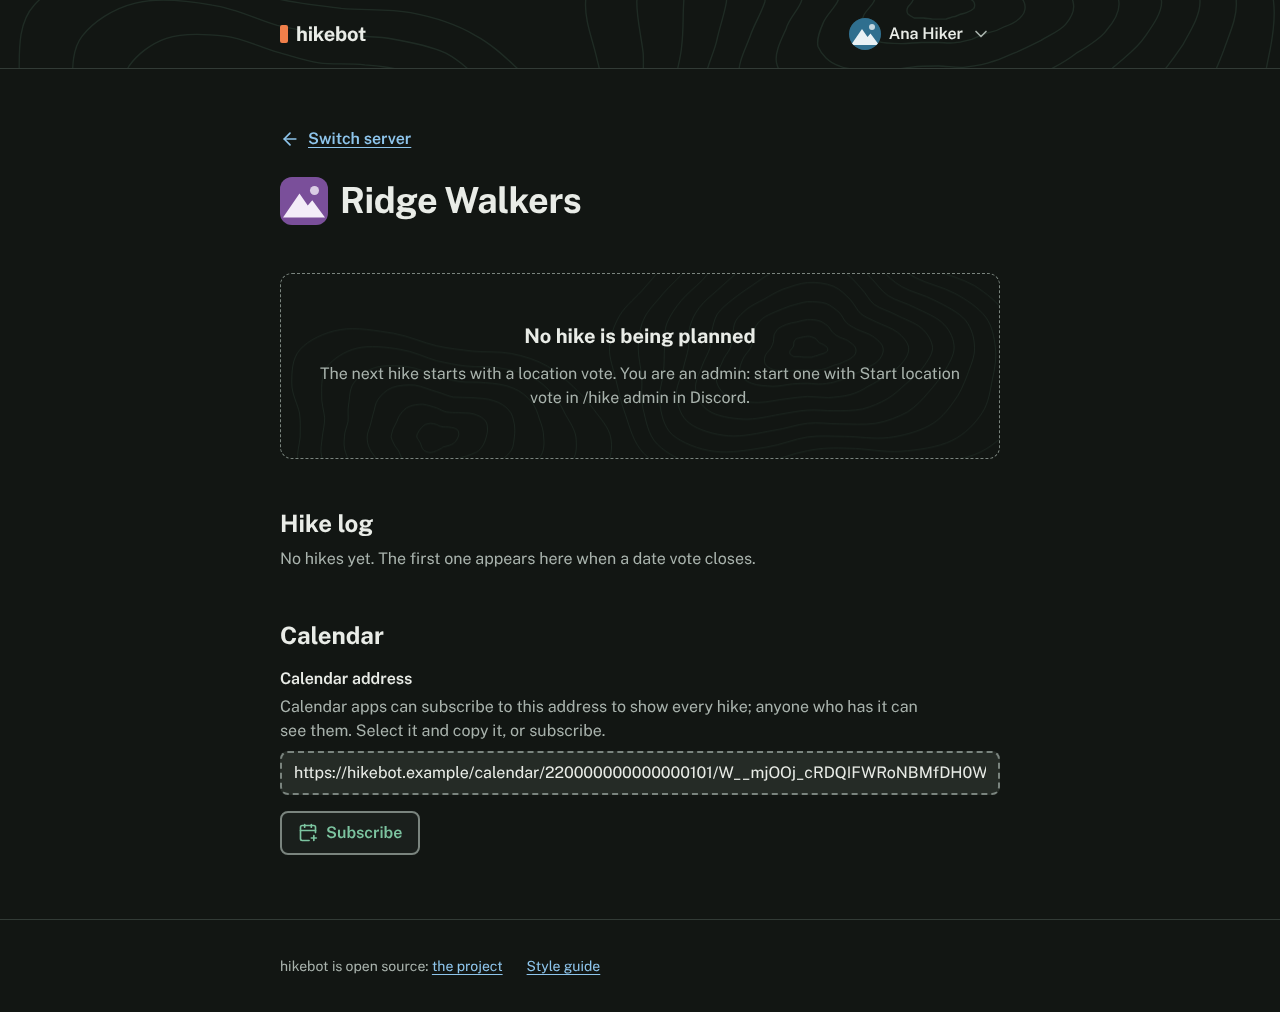 hikebot
Ana Hiker
Switch server
Ridge Walkers
No hike is being planned
The next hike starts with a location vote. You are an admin: start one with Start location
vote in /hike admin in Discord.
Hike log
No hikes yet. The first one appears here when a date vote closes.
Calendar
Calendar address
Calendar apps can subscribe to this address to show every hike; anyone who has it can
see them. Select it and copy it, or subscribe.
https://hikebot.example/calendar/220000000000000101/W__mjOOj_cRDQIFWRoNBMfDH0W
Subscribe
hikebot is open source: the project
Style guide